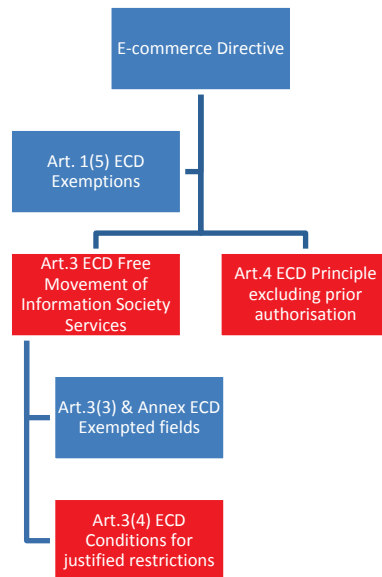 E-commerce Directive
Art. 1(5) ECD
Exemptions
Art.3 ECD Free
Movement of
Information Society
Services
Art.4 ECD Principle
excluding prior
authorisation
Art.3(3) & Annex ECD
Exempted fields
Art.3(4) ECD
Conditions for
justified restrictions